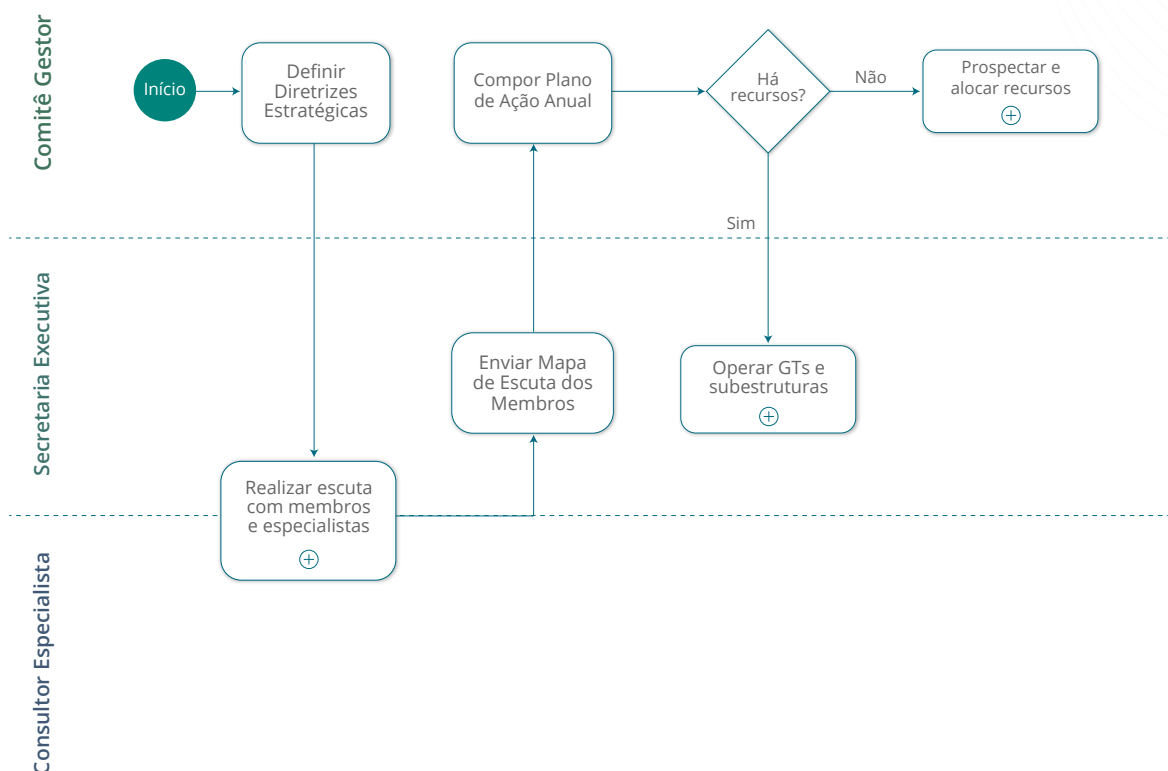 Comitê Gestor
Início
Definir
Diretrizes
Estratégicas
Compor Plano
de Ação Anual
Há
recursos?
Não
Prospectar e
alocar recursos
Sim
Secretaria Executiva
Enviar Mapa
de Escuta dos
Membros
Operar GTs e
subestruturas
Realizar escuta
com membros
e especialistas
Consultor Especialista